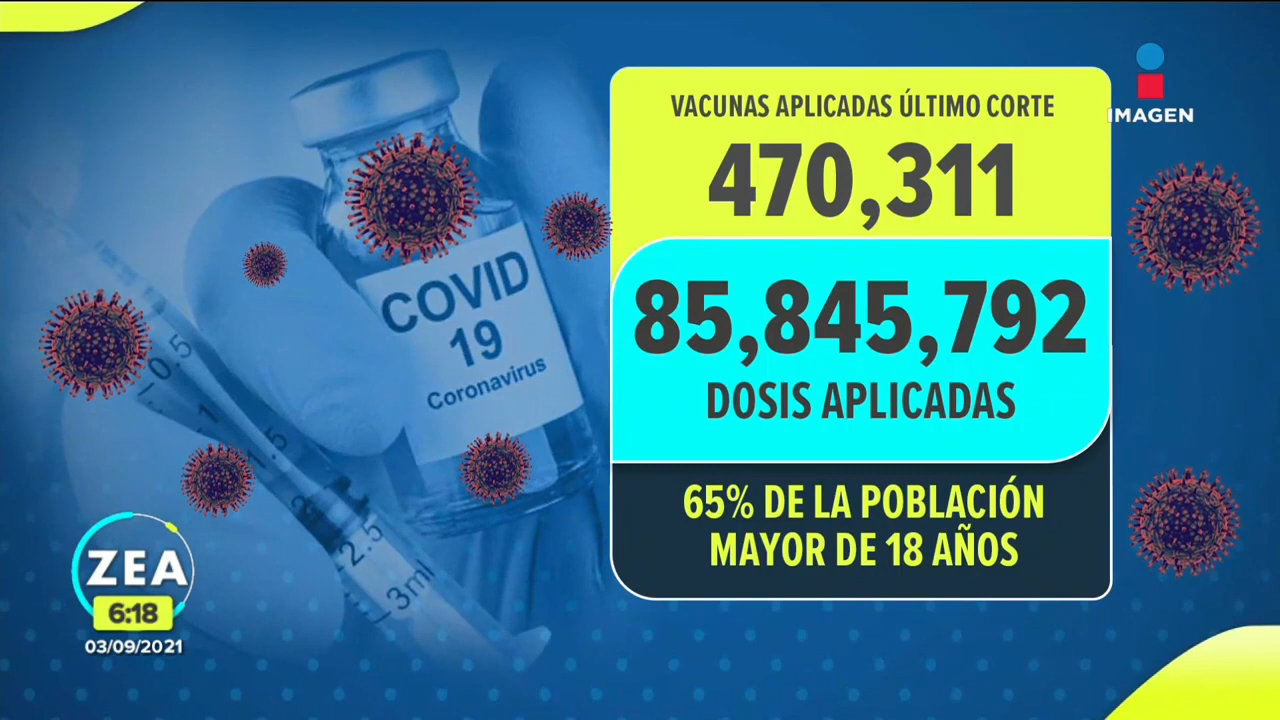 VACUNAS APLICADAS ÚLTIMO CORTE
470,311
85,845,792
DOSIS APLICADAS
65% DE LA POBLACIÓN
MAYOR DE 18 AÑOS
IMAGEN
COVID
19
Coronavirus
0.5
1
1.5
2
2.5
3ml
ZEA
6:18
03/09/2021